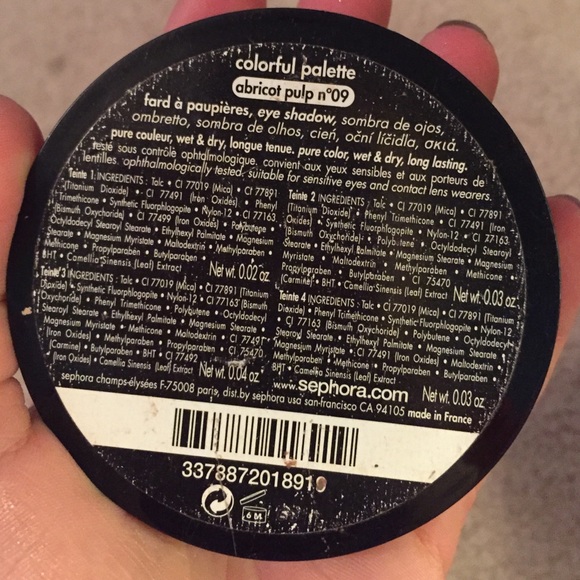 colorful palette
abricot pulp n°09
fard à paupières, eye shadow, sombra de ojos,
ombretto, sombra de olhos, cień, oční líčidla, σκιά.
pure couleur, wet & dry, longue tenue. pure color, wet & dry, long lasting.
testé sous contrôle ophtalmologique. convient aux yeux sensibles et aux porteurs de
lentilles. ophthalmologically tested, suitable for sensitive eyes and contact lens wearers.
Teinte 1 INGREDIENTS : Talc • CI 77019 (Mica) • CI 77891
(Titanium Dioxide) • CI 77491 (Iron Oxides) • Phenyl
Trimethicone • Synthetic Fluorphlogopite • Nylon-12 • CI 77163
(Bismuth Oxychoride) • CI 77499 (Iron Oxides) • Polybutene •
Octyldodecyl Stearoyl Stearate • Ethylhexyl Palmitate • Magnesium
Stearate • Magnesium Myristate • Maltodextrin • Methylparaben •
Methicone • Propylparaben • Butylparaben •
BHT • Camellia Sinensis (Leaf) Extract
Net wt. 0.02 oz
Teinte 2 INGREDIENTS : Talc • CI 77019 (Mica) • CI 77891
(Titanium Dioxide) • Phenyl Trimethicone • CI 77491 (Iron
Oxides) • Synthetic Fluorphlogopite • Nylon-12 • CI 77163
(Bismuth Oxychoride) • Polybutene • Octyldodecyl Stearoyl
Stearate • Ethylhexyl Palmitate • Magnesium Stearate •
Magnesium Myristate • Maltodextrin • Methylparaben • Methicone •
Propylparaben • Butylparaben • CI 75470
(Carmine) • BHT • Camellia Sinensis (Leaf) Extract
Net wt. 0.03 oz
Teinte 3 INGREDIENTS : Talc • CI 77019 (Mica) • CI 77891 (Titanium
Dioxide) • Synthetic Fluorphlogopite • Nylon-12 • CI 77163 (Bismuth
Oxychoride) • Phenyl Trimethicone • Polybutene • Octyldodecyl
Stearoyl Stearate • Ethylhexyl Palmitate • Magnesium Stearate •
Magnesium Myristate • Methicone • Maltodextrin • CI 77491
(Iron Oxides) • Methylparaben • Propylparaben • CI 75470
(Carmine) • Butylparaben • BHT • CI 77492
(Iron Oxides) • Camellia Sinensis (Leaf) Extract
Net wt. 0.04 oz
Teinte 4 INGREDIENTS : Talc • CI 77019 (Mica) • CI 77891 (Titanium
Dioxide) • Phenyl Trimethicone • Synthetic Fluorphlogopite • Nylon-12
• CI 77163 (Bismuth Oxychoride) • Polybutene • Octyldodecyl
Stearoyl Stearate • Ethylhexyl Palmitate • Magnesium Stearate •
Magnesium Myristate • CI 77491 (Iron Oxides) • Maltodextrin •
Methylparaben • Methicone • Propylparaben • Butylparaben •
BHT • Camellia Sinensis (Leaf) Extract
Net wt. 0.03 oz
www.sephora.com
sephora champs-élysées F-75008 paris, dist.by sephora usa san-francisco CA 94105 made in France
3378872018919
6 M